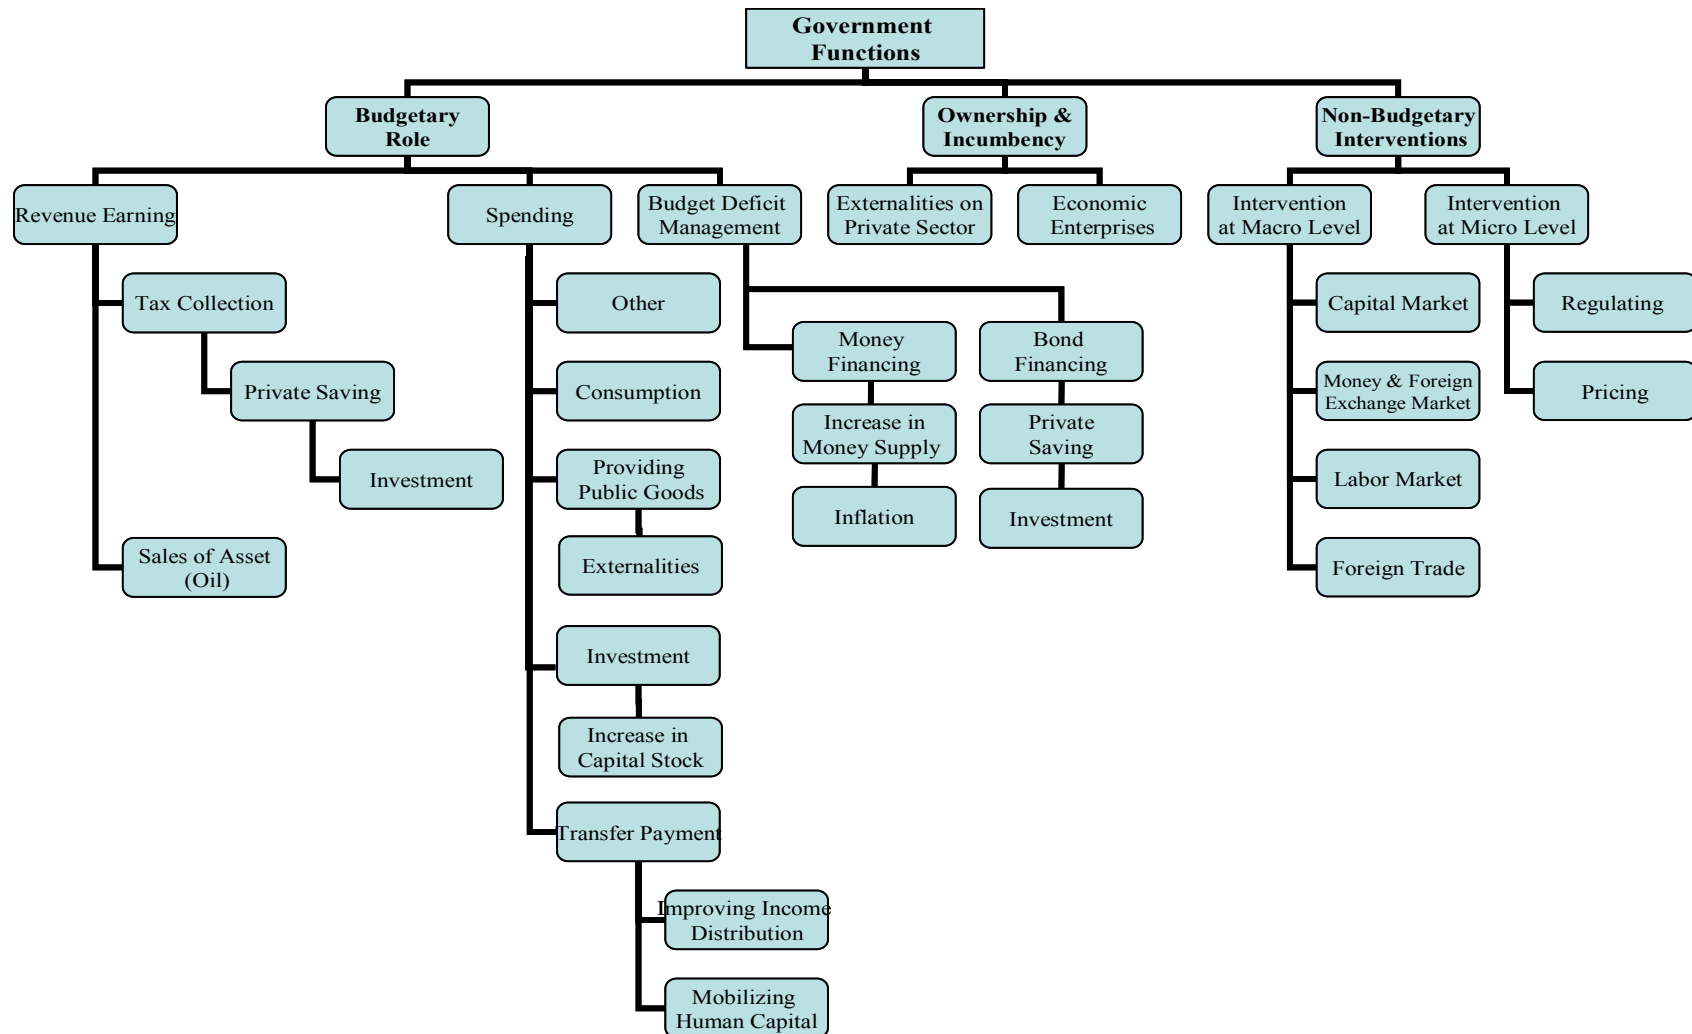 Government
Functions
Budgetary
Role
Ownership &
Incumbency
Non-Budgetary
Interventions
Revenue Earning
Spending
Budget Deficit
Management
Externalities on
Private Sector
Economic
Enterprises
Intervention
at Macro Level
Intervention
at Micro Level
Tax Collection
Private Saving
Investment
Sales of Asset
(Oil)
Other
Consumption
Providing
Public Goods
Externalities
Investment
Increase in
Capital Stock
Transfer Payment
Improving Income
Distribution
Mobilizing
Human Capital
Money
Financing
Increase in
Money Supply
Inflation
Bond
Financing
Private
Saving
Investment
Capital Market
Money & Foreign
Exchange Market
Labor Market
Foreign Trade
Regulating
Pricing